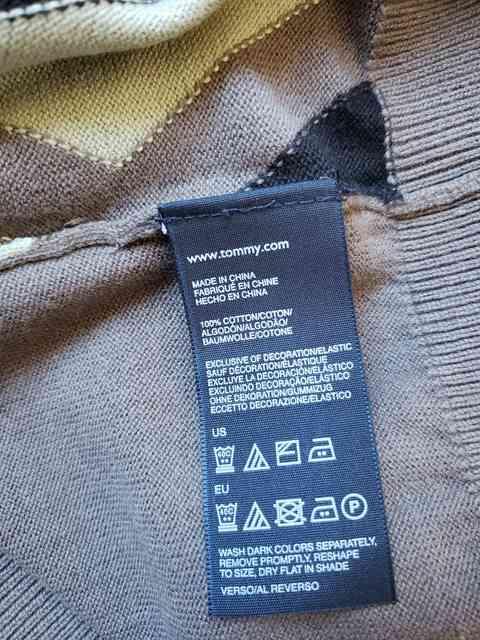 www.tommy.com
MADE IN CHINA
FABRIQUÉ EN CHINE
HECHO EN CHINA
100% COTTON/COTON/
ALGODÓN/ALGODÃO/
BAUMWOLLE/COTONE
EXCLUSIVE OF DECORATION/ELASTIC
SAUF DÉCORATION/ÉLASTIQUE
EXCLUYE LA DECORACIÓN/ELÁSTICO
EXCLUINDO DECORAÇÃO/ELÁSTICO
OHNE DEKORATION/GUMMIZUG
ECCETTO DECORAZIONE/ELASTICO
US
40C
EU
40C P
WASH DARK COLORS SEPARATELY,
REMOVE PROMPTLY, RESHAPE
TO SIZE, DRY FLAT IN SHADE
VERSO/AL REVERSO